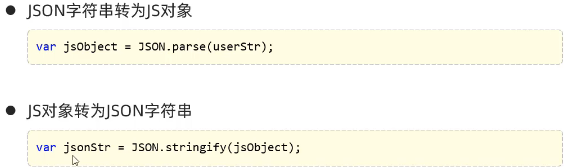 JSON字符串转为JS对象
var jsObject = JSON.parse(userStr);
JS对象转为JSON字符串
var jsonStr = JSON.stringify(jsObject);